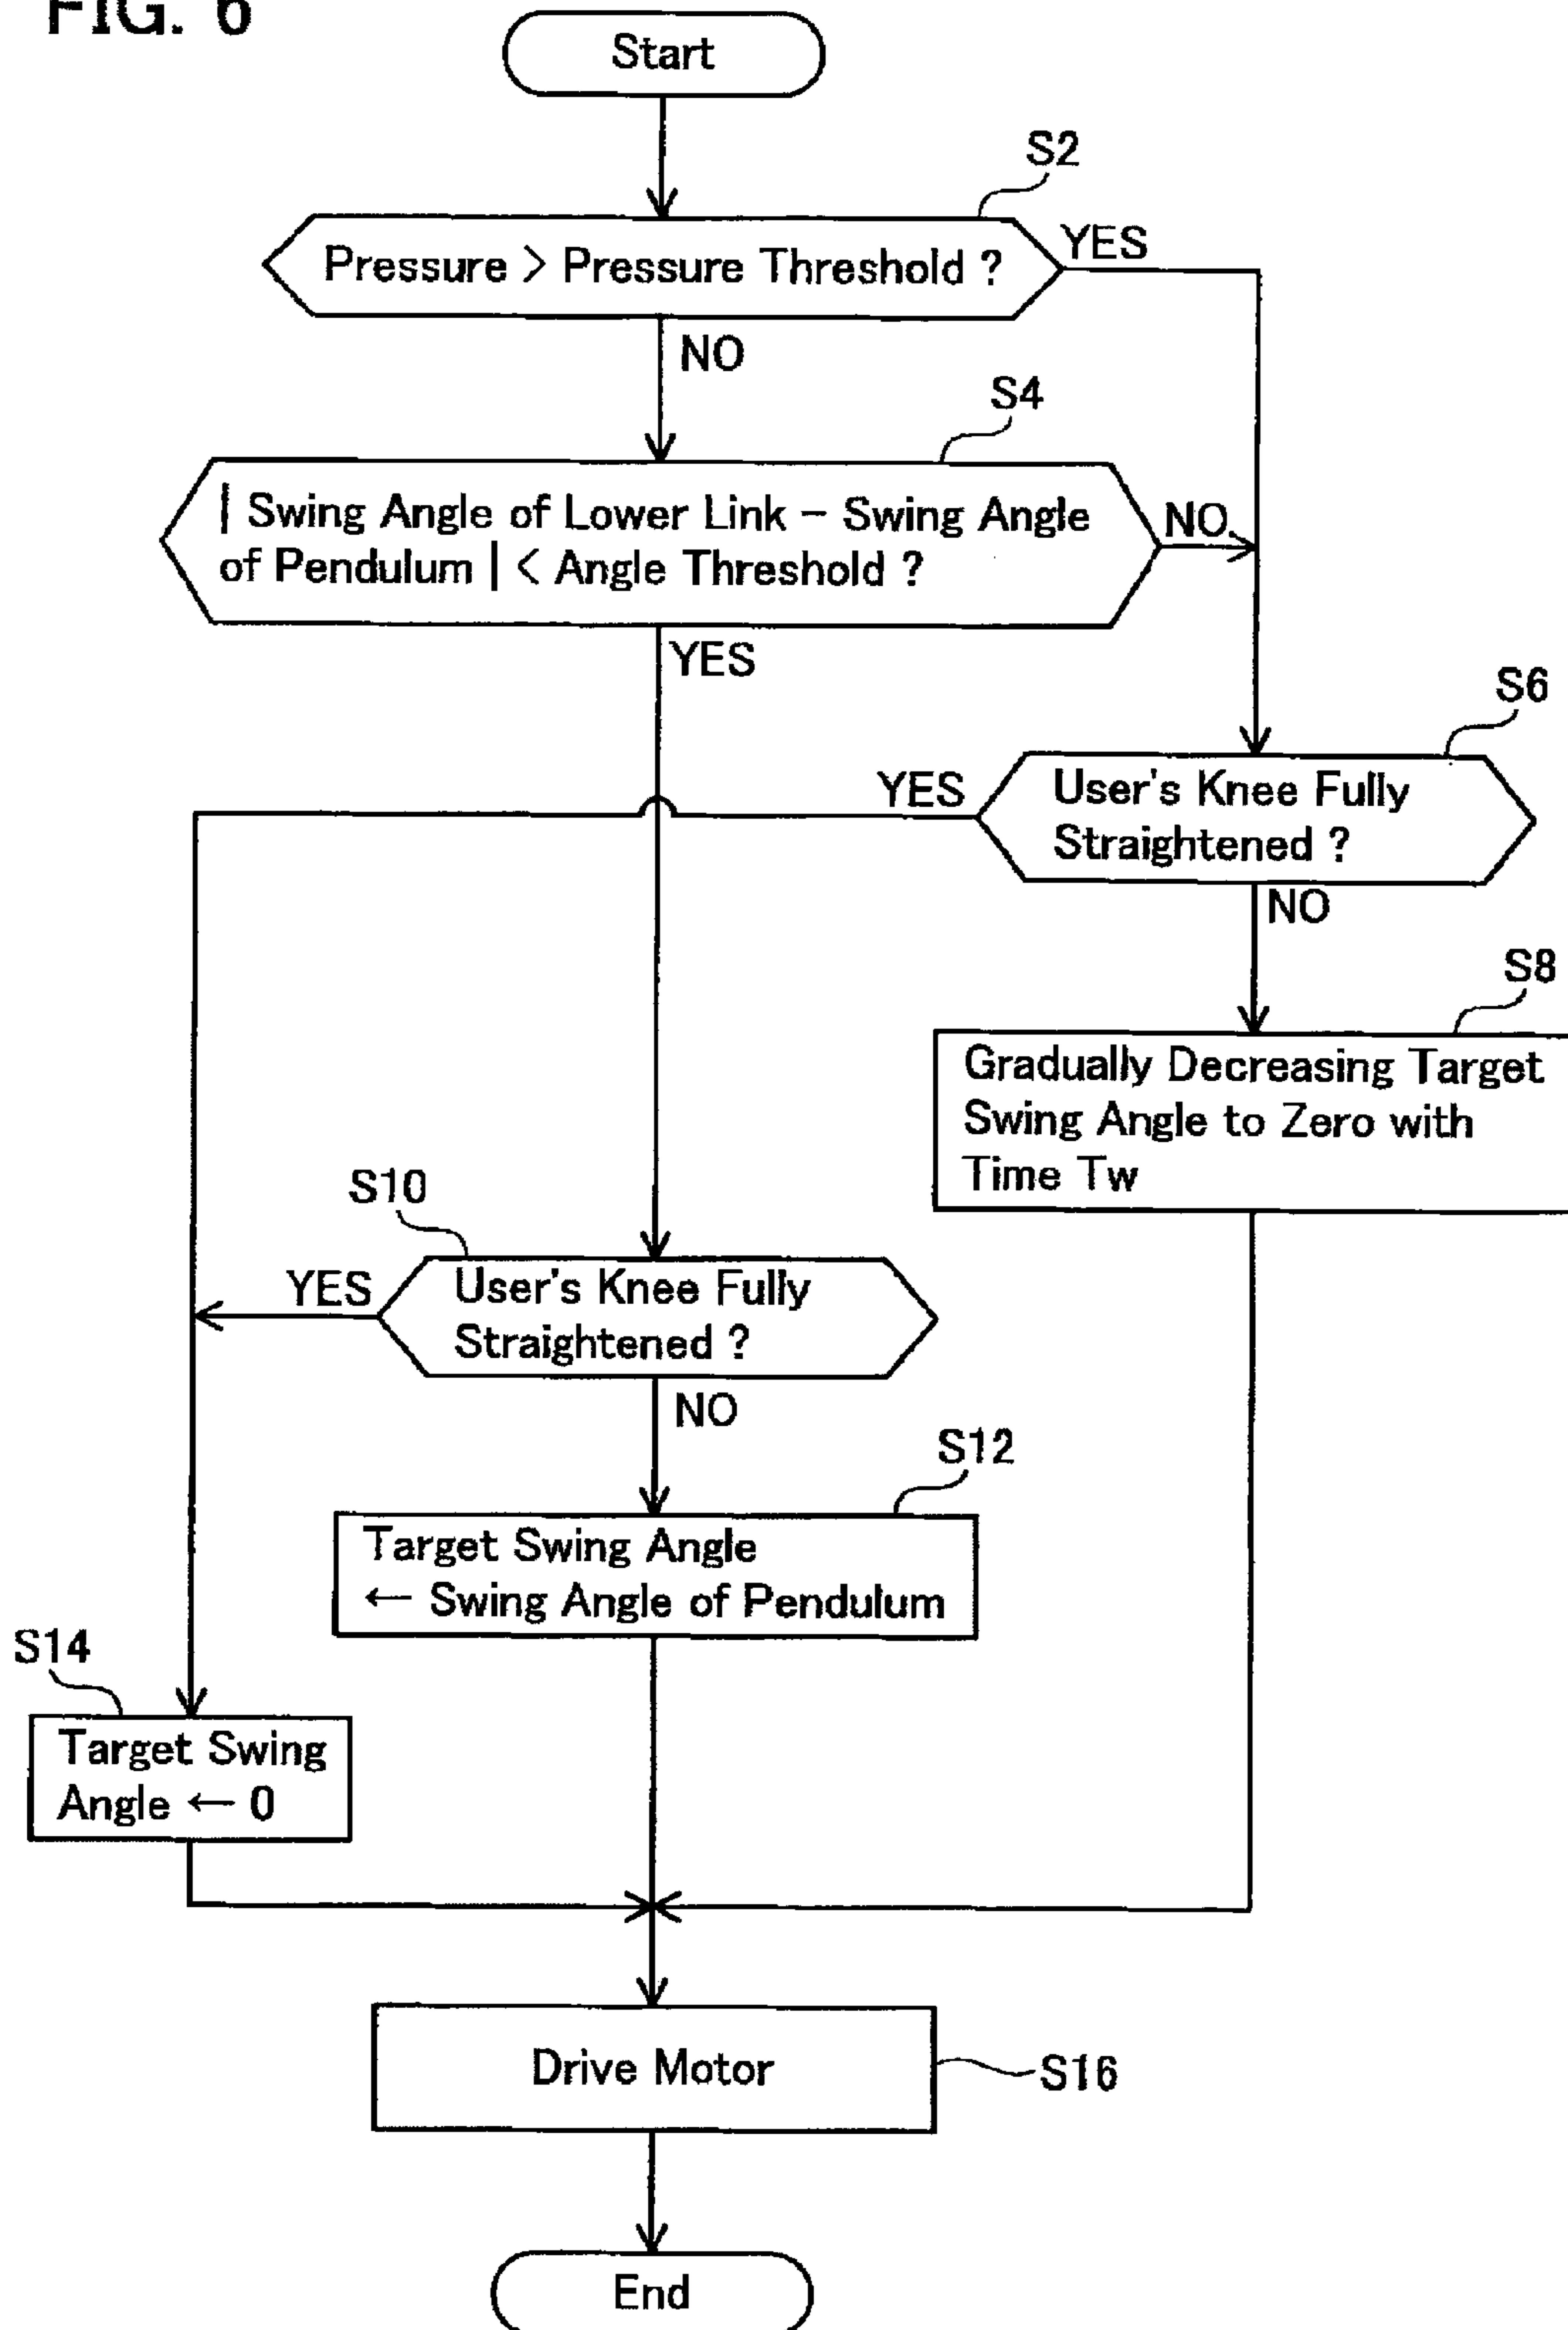 FIG. 6
Start
S2
Pressure > Pressure Threshold ?
YES
NO
S4
| Swing Angle of Lower Link − Swing Angle
of Pendulum | < Angle Threshold ?
NO
YES
S6
User's Knee Fully
Straightened ?
YES
NO
S8
Gradually Decreasing Target
Swing Angle to Zero with
Time Tw
S10
User's Knee Fully
Straightened ?
YES
NO
S12
Target Swing Angle
← Swing Angle of Pendulum
S14
Target Swing
Angle ← 0
Drive Motor
S16
End